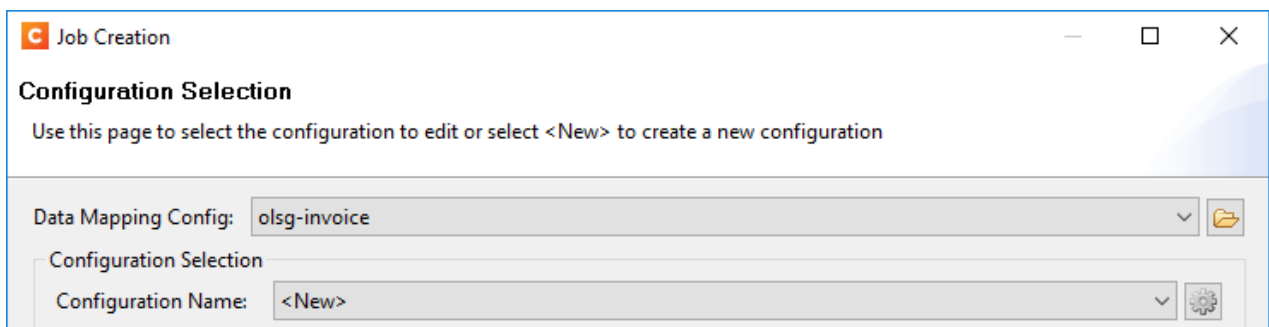 C Job Creation
Configuration Selection
Use this page to select the configuration to edit or select <New> to create a new configuration
Data Mapping Config: olsg-invoice
Configuration Selection
Configuration Name: <New>